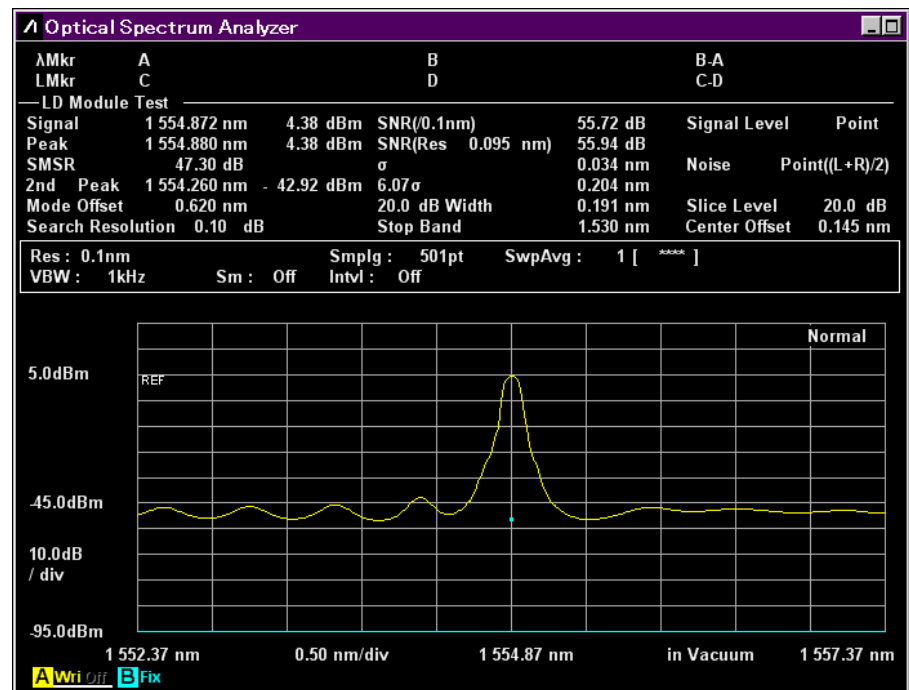 Optical Spectrum Analyzer
λMkr A B B-A
LMkr C D C-D
LD Module Test
Signal 1 554.872 nm 4.38 dBm SNR(/0.1nm) 55.72 dB Signal Level Point
Peak 1 554.880 nm 4.38 dBm SNR(Res 0.095 nm) 55.94 dB
SMSR 47.30 dB σ 0.034 nm Noise Point((L+R)/2)
2nd Peak 1 554.260 nm - 42.92 dBm 6.07σ 0.204 nm
Mode Offset 0.620 nm 20.0 dB Width 0.191 nm Slice Level 20.0 dB
Search Resolution 0.10 dB Stop Band 1.530 nm Center Offset 0.145 nm
Res : 0.1nm Smplg : 501pt SwpAvg : 1 [ **** ]
VBW : 1kHz Sm : Off Intvl : Off
Normal
5.0dBm REF
-45.0dBm
10.0dB
/ div
-95.0dBm
1 552.37 nm 0.50 nm/div 1 554.87 nm in Vacuum 1 557.37 nm
A Wri Off B Fix